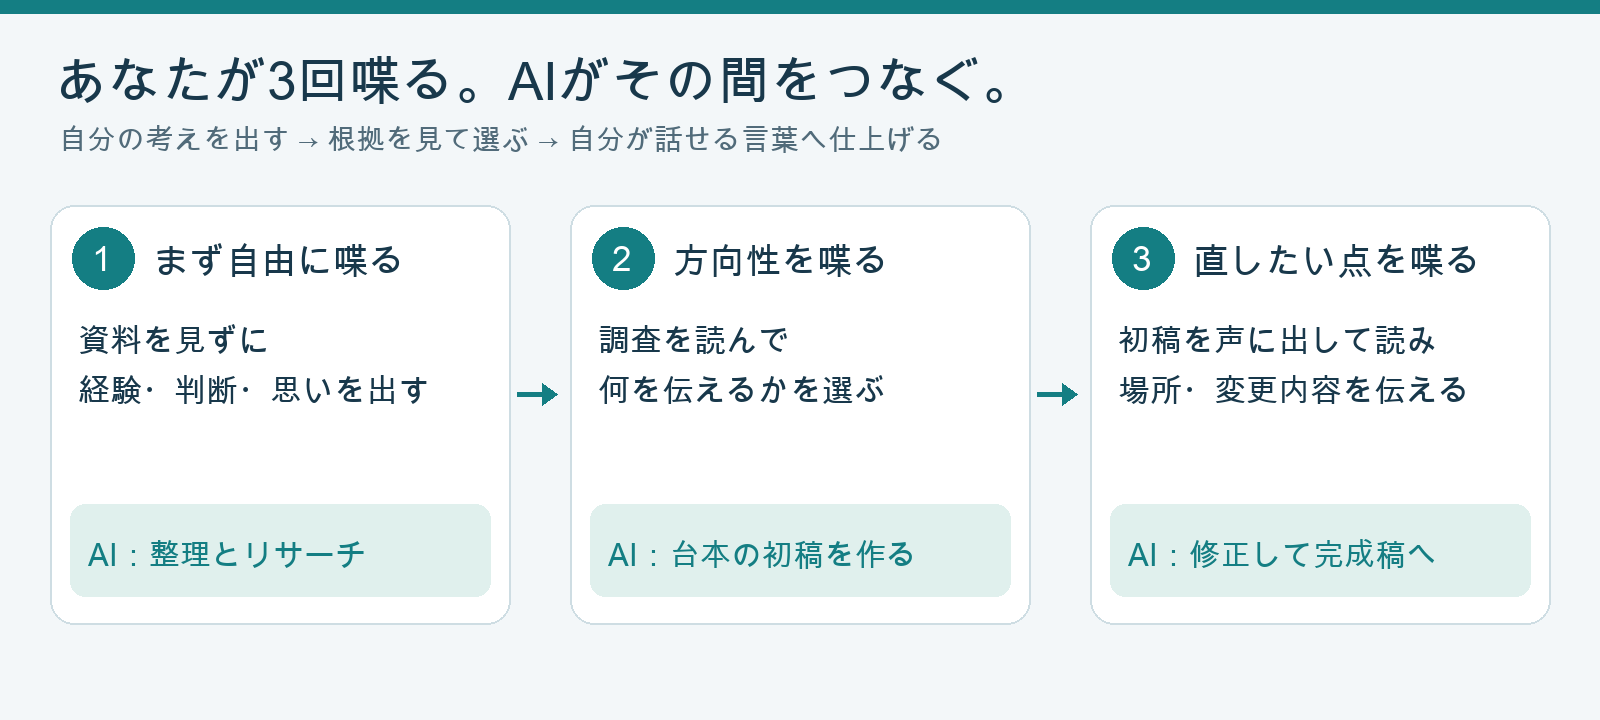 あなたが3回喋る。AIがその間をつなぐ。
自分の考えを出す → 根拠を見て選ぶ → 自分が話せる言葉へ仕上げる
1 まず自由に喋る
資料を見ずに
経験・判断・思いを出す
AI：整理とリサーチ
2 方向性を喋る
調査を読んで
何を伝えるかを選ぶ
AI：台本の初稿を作る
3 直したい点を喋る
初稿を声に出して読み
場所・変更内容を伝える
AI：修正して完成稿へ